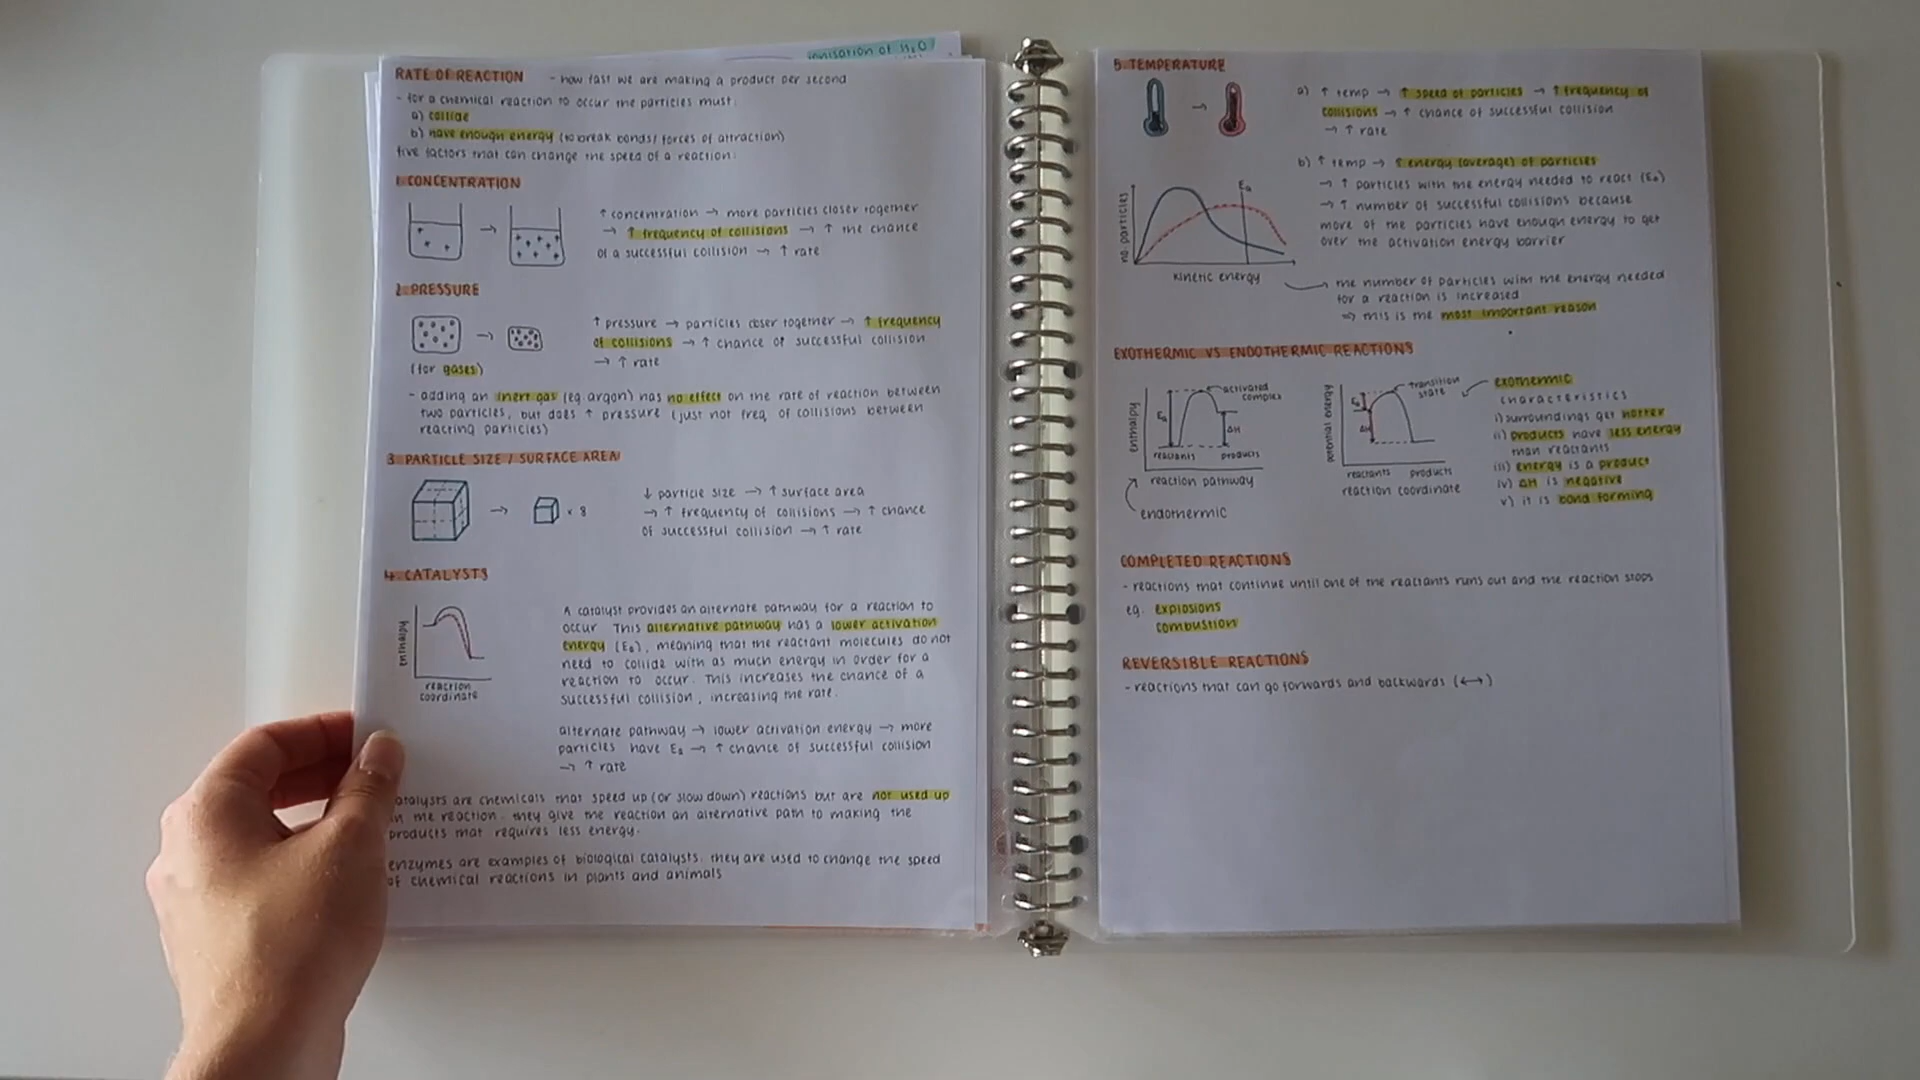 ionisation of H₂O
RATE OF REACTION - how fast we are making a product per second
- for a chemical reaction to occur the particles must:
a) collide
b) have enough energy (to break bonds/ forces of attraction)
five factors that can change the speed of a reaction:
1. CONCENTRATION
↑ concentration → more particles closer together
→ ↑ frequency of collisions → ↑ the chance
of a successful collision → ↑ rate
2. PRESSURE
↑ pressure → particles closer together → ↑ frequency
of collisions → ↑ chance of successful collision
→ ↑ rate
(for gases)
- adding an inert gas (eg. argon) has no effect on the rate of reaction between
two particles, but does ↑ pressure (just not freq. of collisions between
reacting particles)
3. PARTICLE SIZE / SURFACE AREA
× 8
↓ particle size → ↑ surface area
→ ↑ frequency of collisions → ↑ chance
of successful collision → ↑ rate
4. CATALYSTS
enthalpy
reaction
coordinate
A catalyst provides an alternate pathway for a reaction to
occur. This alternative pathway has a lower activation
energy (Ea), meaning that the reactant molecules do not
need to collide with as much energy in order for a
reaction to occur. This increases the chance of a
successful collision, increasing the rate.
alternate pathway → lower activation energy → more
particles have Ea → ↑ chance of successful collision
→ ↑ rate
catalysts are chemicals that speed up (or slow down) reactions but are not used up
in the reaction. they give the reaction an alternative path to making the
products that requires less energy.
enzymes are examples of biological catalysts. they are used to change the speed
of chemical reactions in plants and animals
5. TEMPERATURE
a) ↑ temp → ↑ speed of particles → ↑ frequency of
collisions → ↑ chance of successful collision
→ ↑ rate
b) ↑ temp → ↑ energy (average) of particles
→ ↑ particles with the energy needed to react (Ea)
→ ↑ number of successful collisions because
more of the particles have enough energy to get
over the activation energy barrier
no. particles
Ea
kinetic energy
the number of particles with the energy needed
for a reaction is increased
⇒ this is the most important reason
EXOTHERMIC VS ENDOTHERMIC REACTIONS
enthalpy
Ea
activated
complex
ΔH
reactants products
reaction pathway
endothermic
potential energy
Ea
ΔH
transition
state
reactants products
reaction coordinate
exothermic
characteristics
i) surroundings get hotter
ii) products have less energy
than reactants
iii) energy is a product
iv) ΔH is negative
v) it is bond forming
COMPLETED REACTIONS
- reactions that continue until one of the reactants runs out and the reaction stops
eg. explosions
combustion
REVERSIBLE REACTIONS
- reactions that can go forwards and backwards (↔)